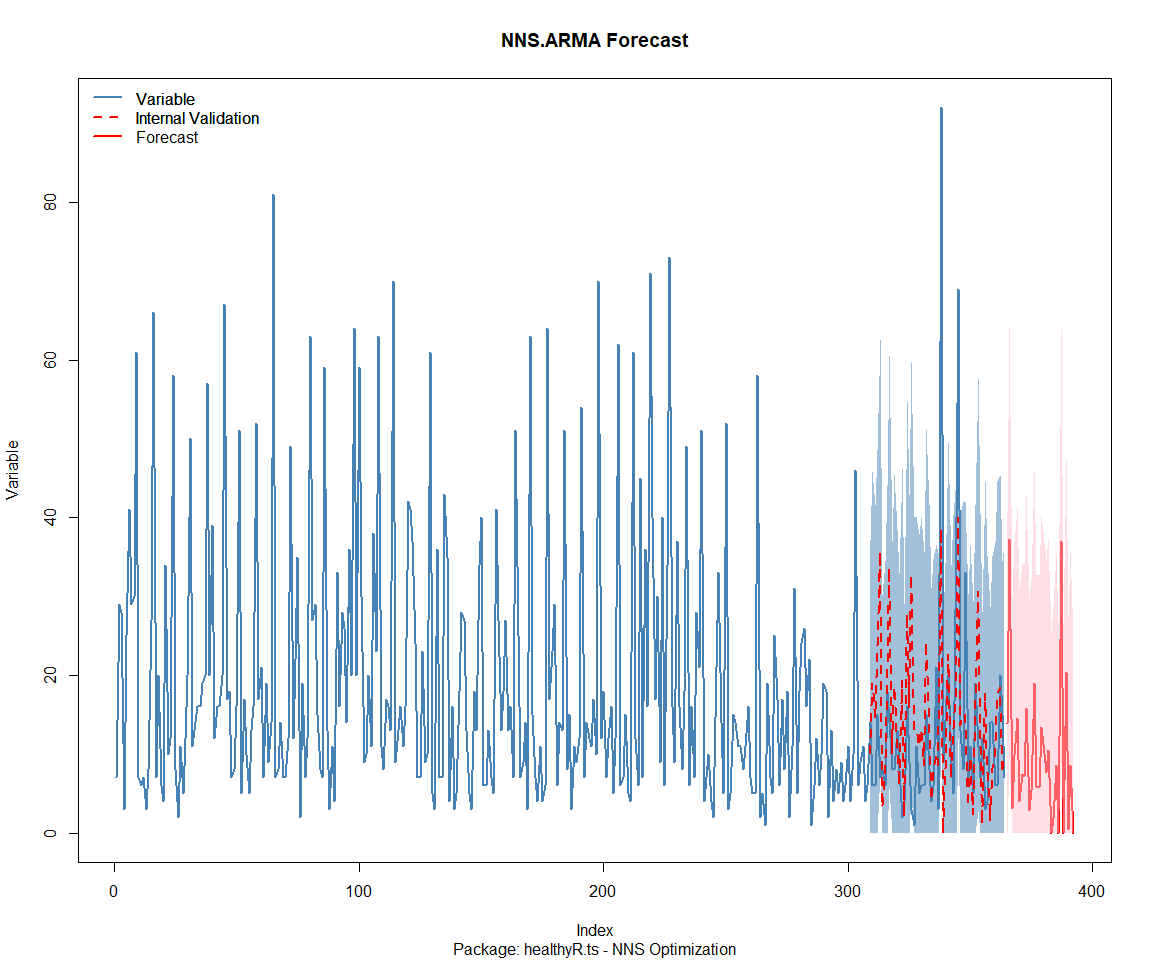 NNS.ARMA Forecast
Variable
Internal Validation
Forecast
Variable
80
60
40
20
0
0 100 200 300 400
Index
Package: healthyR.ts - NNS Optimization